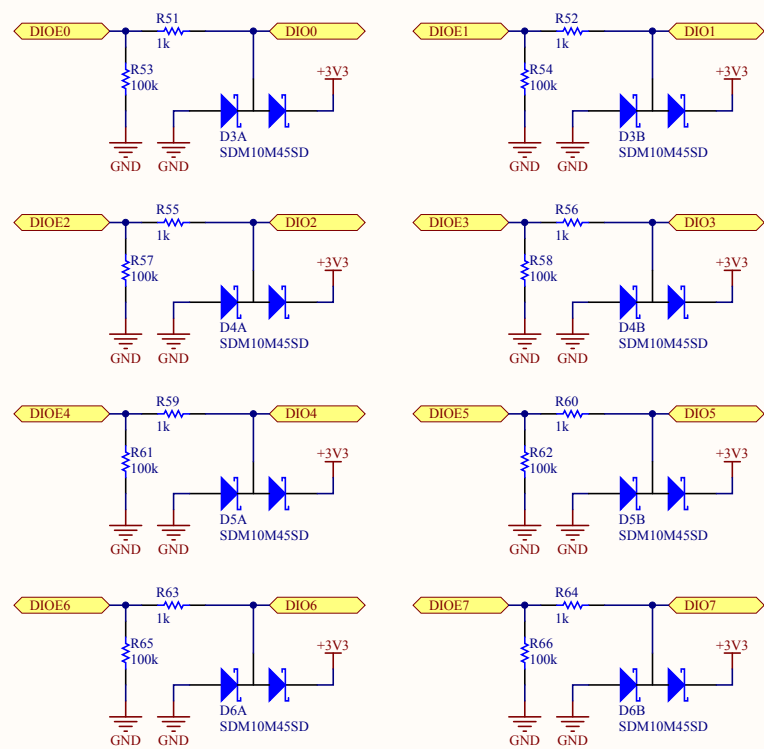 DIOE0
R51
1k
DIO0
R53
100k
+3V3
D3A
SDM10M45SD
GND
GND
DIOE1
R52
1k
DIO1
R54
100k
+3V3
D3B
SDM10M45SD
GND
GND
DIOE2
R55
1k
DIO2
R57
100k
+3V3
D4A
SDM10M45SD
GND
GND
DIOE3
R56
1k
DIO3
R58
100k
+3V3
D4B
SDM10M45SD
GND
GND
DIOE4
R59
1k
DIO4
R61
100k
+3V3
D5A
SDM10M45SD
GND
GND
DIOE5
R60
1k
DIO5
R62
100k
+3V3
D5B
SDM10M45SD
GND
GND
DIOE6
R63
1k
DIO6
R65
100k
+3V3
D6A
SDM10M45SD
GND
GND
DIOE7
R64
1k
DIO7
R66
100k
+3V3
D6B
SDM10M45SD
GND
GND